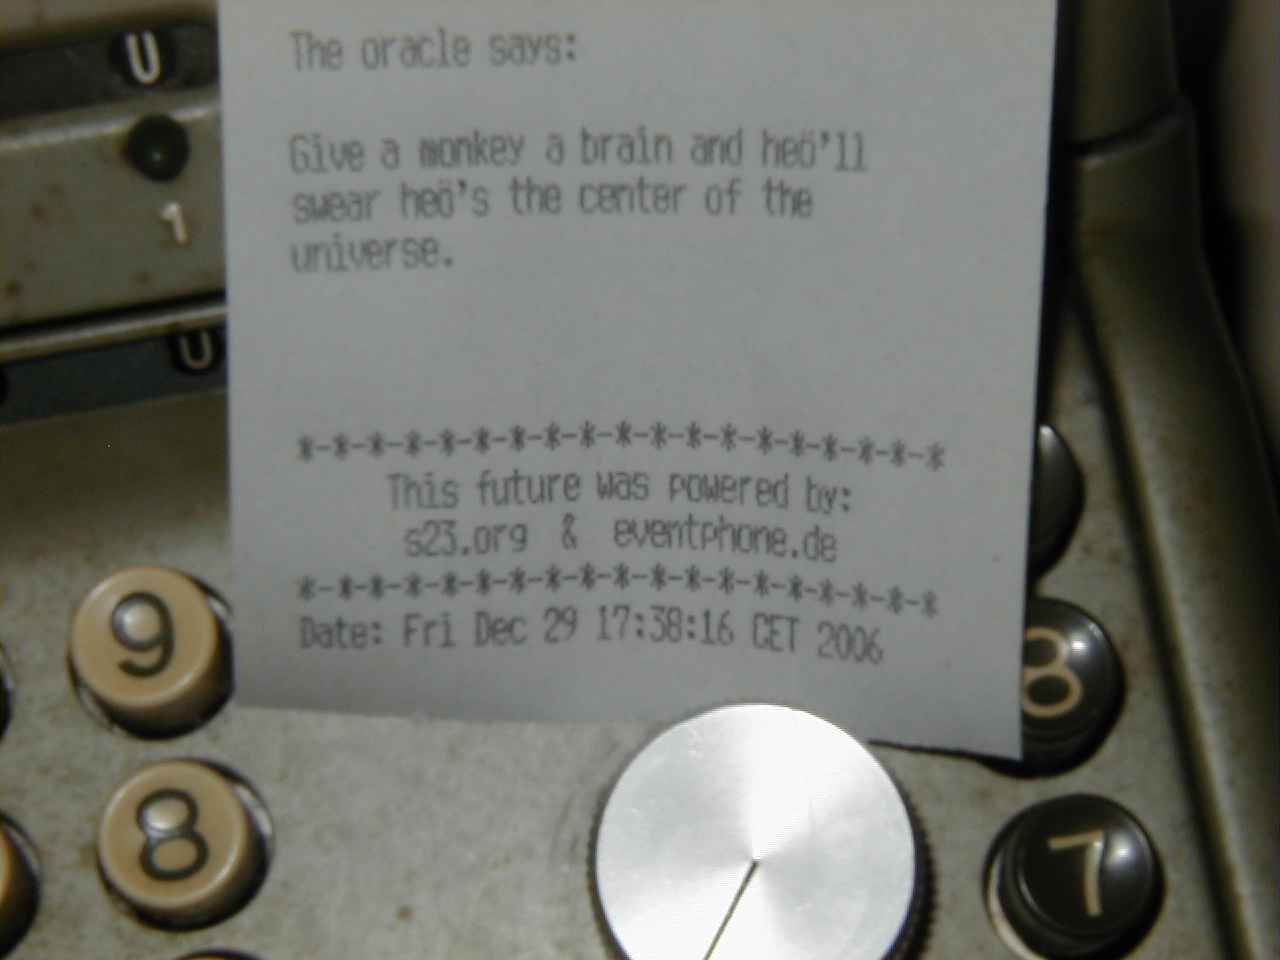 The oracle says:
Give a monkey a brain and heö'll
swear heö's the center of the
universe.
*-*-*-*-*-*-*-*-*-*-*-*-*-*-*-*-*-*-*
This future was powered by:
s23.org & eventphone.de
*-*-*-*-*-*-*-*-*-*-*-*-*-*-*-*-*-*-*
Date: Fri Dec 29 17:38:16 CET 2006
U
1
U
9
8
8
7